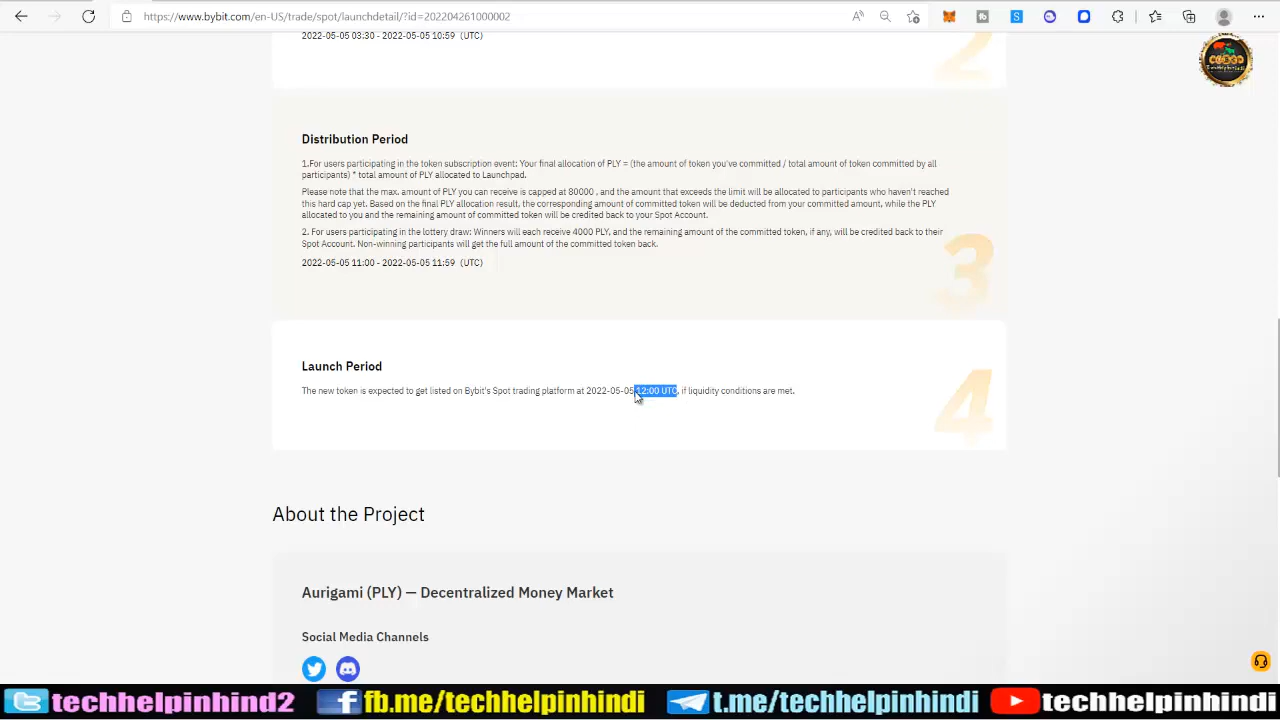 https://www.bybit.com/en-US/trade/spot/launchdetail/?id=202204261000002
2022-05-05 03:30 - 2022-05-05 10:59 (UTC)
2
Distribution Period
1.For users participating in the token subscription event: Your final allocation of PLY = (the amount of token you've committed / total amount of token committed by all
participants) * total amount of PLY allocated to Launchpad.
Please note that the max. amount of PLY you can receive is capped at 80000 , and the amount that exceeds the limit will be allocated to participants who haven't reached
this hard cap yet. Based on the final PLY allocation result, the corresponding amount of committed token will be deducted from your committed amount, while the PLY
allocated to you and the remaining amount of committed token will be credited back to your Spot Account.
2. For users participating in the lottery draw: Winners will each receive 4000 PLY, and the remaining amount of the committed token, if any, will be credited back to their
Spot Account. Non-winning participants will get the full amount of the committed token back.
2022-05-05 11:00 - 2022-05-05 11:59 (UTC)
3
Launch Period
The new token is expected to get listed on Bybit's Spot trading platform at 2022-05-05 12:00 UTC, if liquidity conditions are met.
4
About the Project
Aurigami (PLY) — Decentralized Money Market
Social Media Channels
techhelpinhind2 fb.me/techhelpinhindi t.me/techhelpinhindi techhelpinhindi